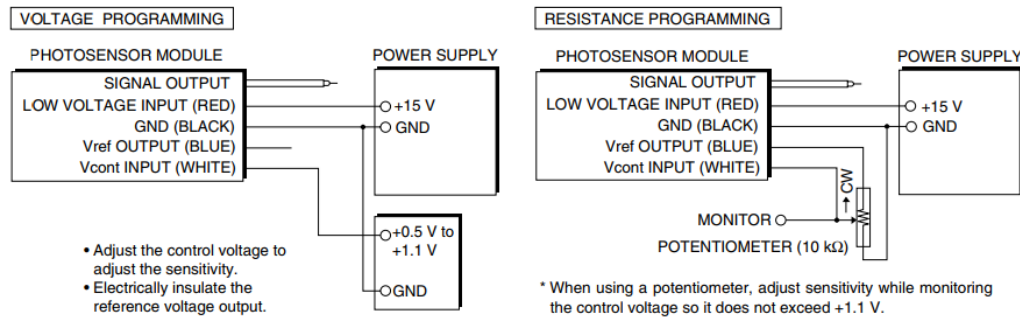 VOLTAGE PROGRAMMING
PHOTOSENSOR MODULE
POWER SUPPLY
SIGNAL OUTPUT
LOW VOLTAGE INPUT (RED)
+15 V
GND (BLACK)
GND
Vref OUTPUT (BLUE)
Vcont INPUT (WHITE)
+0.5 V to
+1.1 V
GND
• Adjust the control voltage to
adjust the sensitivity.
• Electrically insulate the
reference voltage output.
RESISTANCE PROGRAMMING
PHOTOSENSOR MODULE
POWER SUPPLY
SIGNAL OUTPUT
LOW VOLTAGE INPUT (RED)
+15 V
GND (BLACK)
GND
Vref OUTPUT (BLUE)
Vcont INPUT (WHITE)
CW
MONITOR
POTENTIOMETER (10 kΩ)
* When using a potentiometer, adjust sensitivity while monitoring
the control voltage so it does not exceed +1.1 V.